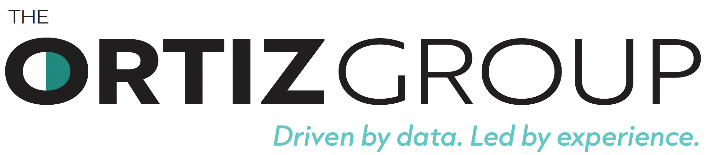 THE
ORTIZGROUP
Driven by data. Led by experience.